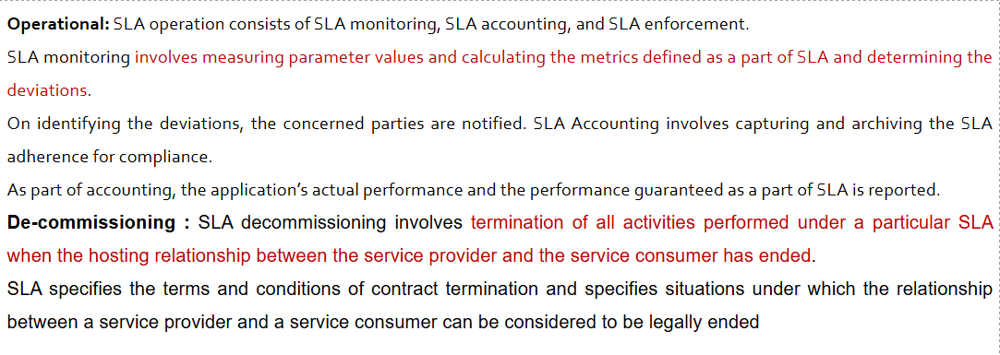 Operational: SLA operation consists of SLA monitoring, SLA accounting, and SLA enforcement.
SLA monitoring involves measuring parameter values and calculating the metrics defined as a part of SLA and determining the
deviations.
On identifying the deviations, the concerned parties are notified. SLA Accounting involves capturing and archiving the SLA
adherence for compliance.
As part of accounting, the application's actual performance and the performance guaranteed as a part of SLA is reported.
De-commissioning : SLA decommissioning involves termination of all activities performed under a particular SLA
when the hosting relationship between the service provider and the service consumer has ended.
SLA specifies the terms and conditions of contract termination and specifies situations under which the relationship
between a service provider and a service consumer can be considered to be legally ended